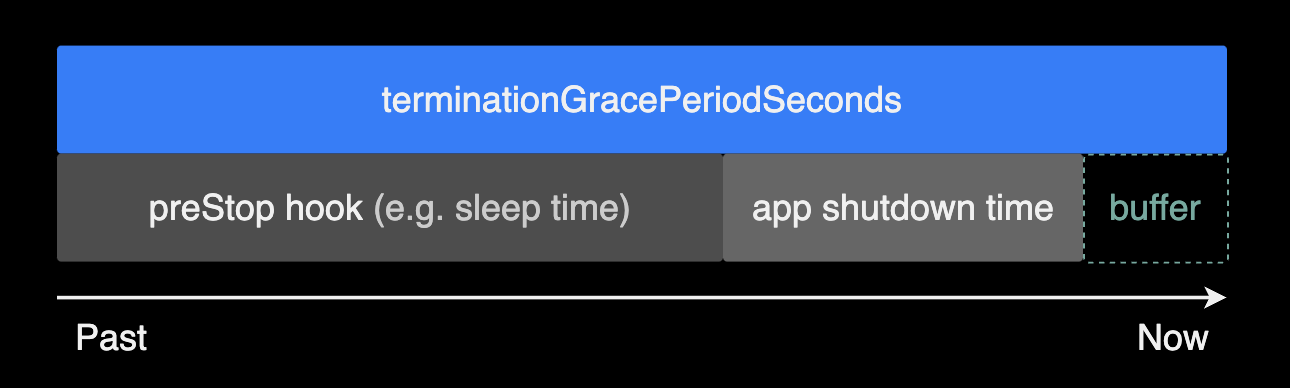 terminationGracePeriodSeconds
preStop hook (e.g. sleep time) app shutdown time buffer
Past Now